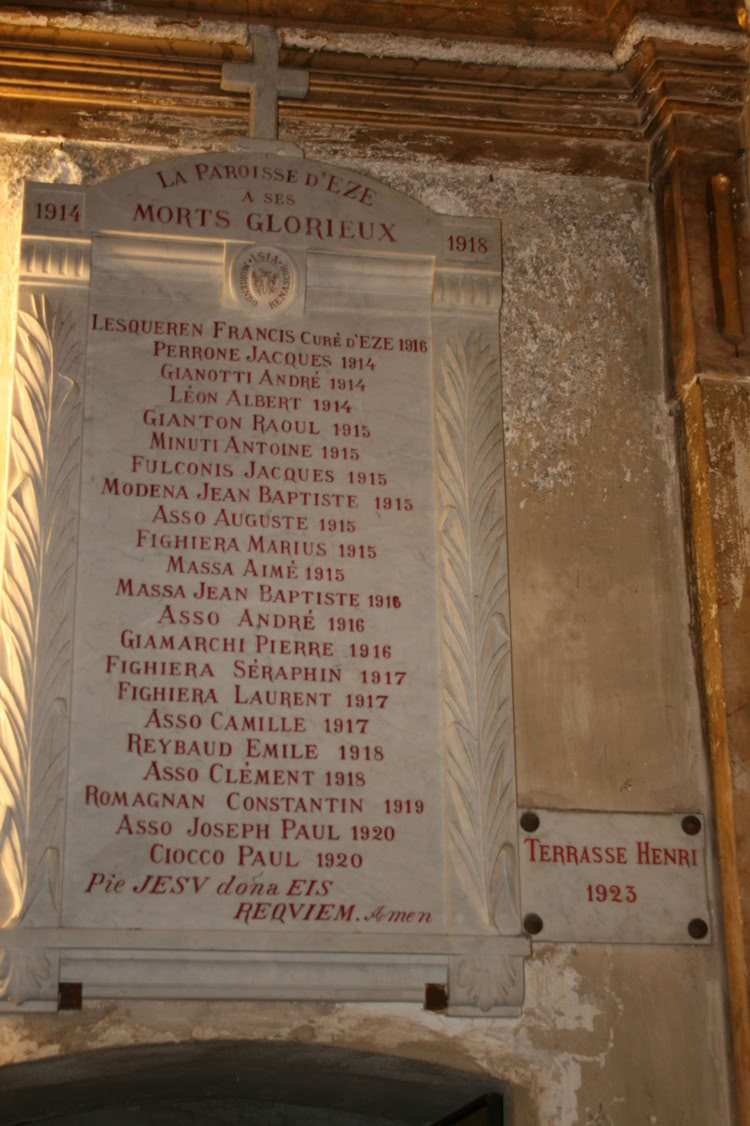 LA PAROISSE D'EZE
A SES
MORTS GLORIEUX
1914
1918
ISIA
MORIENDO
RENASCOR
LESQUEREN FRANCIS CURÉ D'EZE 1916
PERRONE JACQUES 1914
GIANOTTI ANDRÉ 1914
LÉON ALBERT 1914
GIANTON RAOUL 1915
MINUTI ANTOINE 1915
FULCONIS JACQUES 1915
MODENA JEAN BAPTISTE 1915
ASSO AUGUSTE 1915
FIGHIERA MARIUS 1915
MASSA AIMÉ 1915
MASSA JEAN BAPTISTE 1916
ASSO ANDRÉ 1916
GIAMARCHI PIERRE 1916
FIGHIERA SÉRAPHIN 1917
FIGHIERA LAURENT 1917
ASSO CAMILLE 1917
REYBAUD EMILE 1918
ASSO CLÉMENT 1918
ROMAGNAN CONSTANTIN 1919
ASSO JOSEPH PAUL 1920
CIOCCO PAUL 1920
Pie JESV dona EIS
REQVIEM. Amen
TERRASSE HENRI
1923